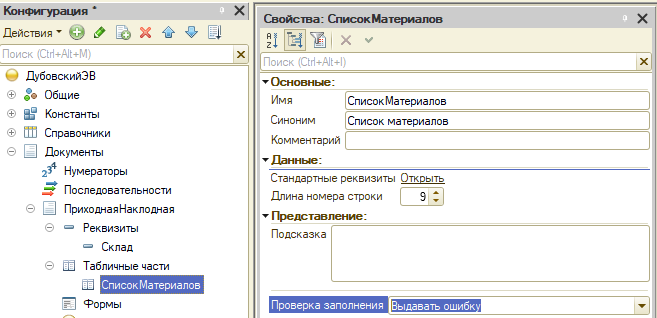 Конфигурация *
Действия
Поиск (Ctrl+Alt+M)
ДубовскийЭВ
Общие
Константы
Справочники
Документы
Нумераторы
Последовательности
ПриходнаяНаклодная
Реквизиты
Склад
Табличные части
СписокМатериалов
Формы
Свойства: СписокМатериалов
Поиск (Ctrl+Alt+I)
Основные:
Имя СписокМатериалов
Синоним Список материалов
Комментарий
Данные:
Стандартные реквизиты Открыть
Длина номера строки 9
Представление:
Подсказка
Проверка заполнения Выдавать ошибку